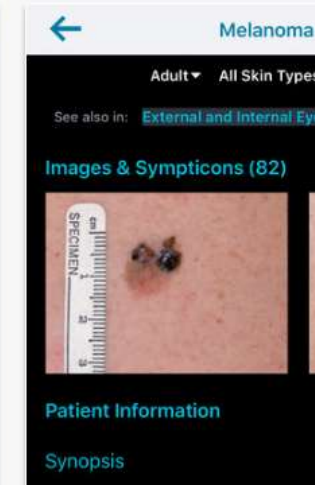 Melanoma
Adult▾ All Skin Types
See also in: External and Internal Eye
Images & Sympticons (82)
cm
SPECIMEN
1
2
3
Patient Information
Synopsis